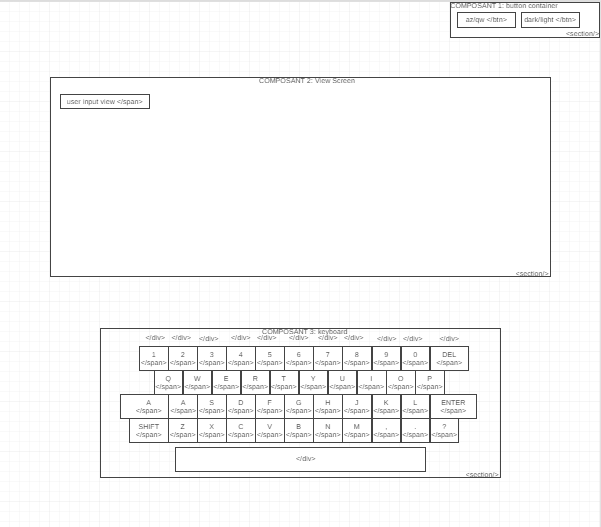 COMPOSANT 1: button container
az/qw </btn> dark/light </btn>
<section/>
COMPOSANT 2: View Screen
user input view </span>
<section/>
COMPOSANT 3: keyboard
</div> </div> </div> </div> </div> </div> </div> </div> </div> </div> </div>
1 2 3 4 5 6 7 8 9 0 DEL
</span> </span> </span> </span> </span> </span> </span> </span> </span> </span> </span>
Q W E R T Y U I O P
</span> </span> </span> </span> </span> </span> </span> </span> </span> </span>
A A S D F G H J K L ENTER
</span> </span> </span> </span> </span> </span> </span> </span> </span> </span> </span>
SHIFT Z X C V B N M , . ?
</span> </span> </span> </span> </span> </span> </span> </span> </span> </span> </span>
</div>
<section/>